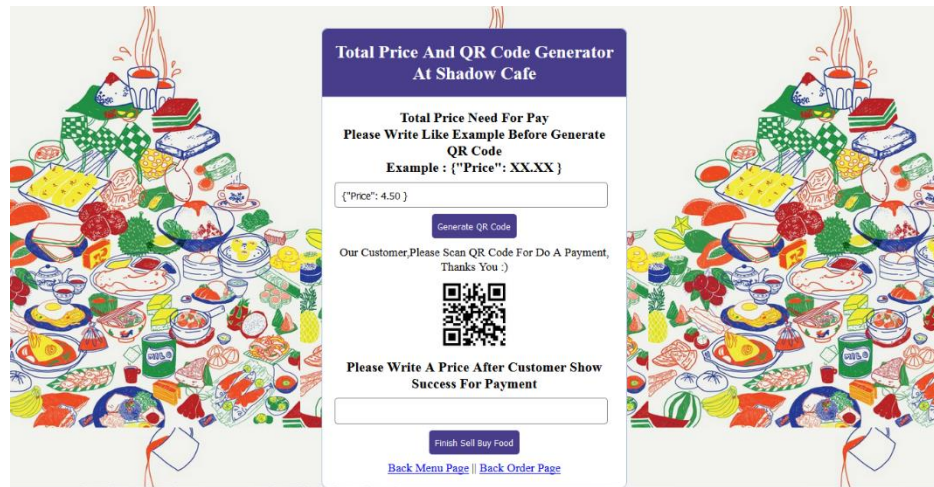 Total Price And QR Code Generator
At Shadow Cafe
Total Price Need For Pay
Please Write Like Example Before Generate
QR Code
Example : {"Price": XX.XX }
{"Price": 4.50 }
Generate QR Code
Our Customer,Please Scan QR Code For Do A Payment,
Thanks You :)
MILO
Please Write A Price After Customer Show
Success For Payment
Finish Sell Buy Food
Back Menu Page || Back Order Page
MILO